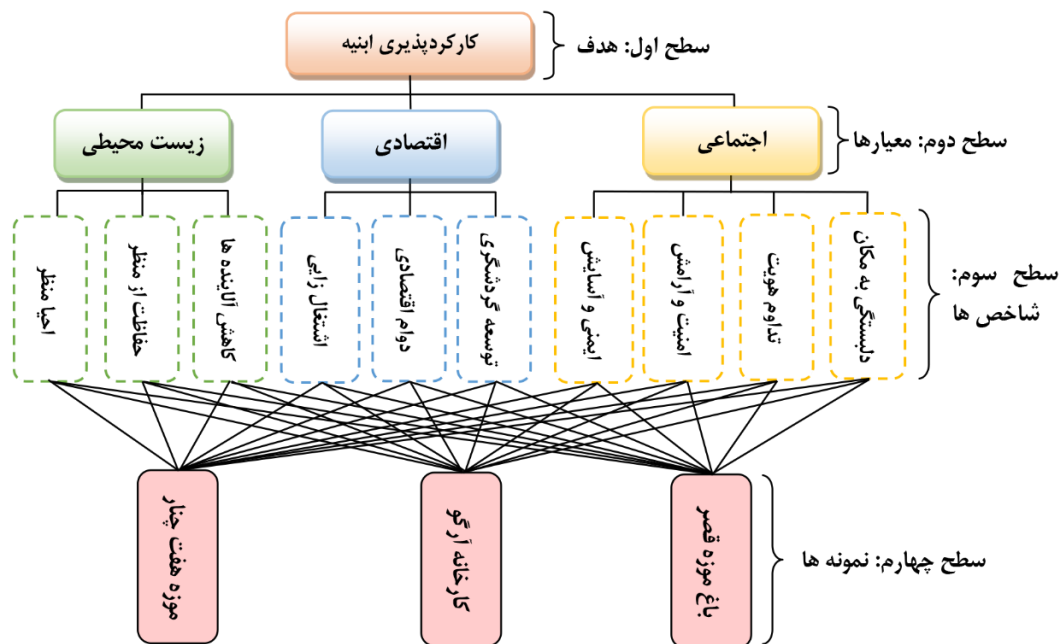 سطح اول: هدف
کارکردپذیری ابنیه
سطح دوم: معیارها
اجتماعی
اقتصادی
زیست محیطی
سطح سوم:
شاخص ها
دلبستگی به مکان
تداوم هویت
امنیت و آرامش
ایمنی و آسایش
توسعه گردشگری
دوام اقتصادی
اشتغال زایی
کاهش آلاینده ها
حفاظت از منظر
احیا منظر
سطح چهارم: نمونه ها
باغ موزه قصر
کارخانه آرگو
موزه هفت چنار